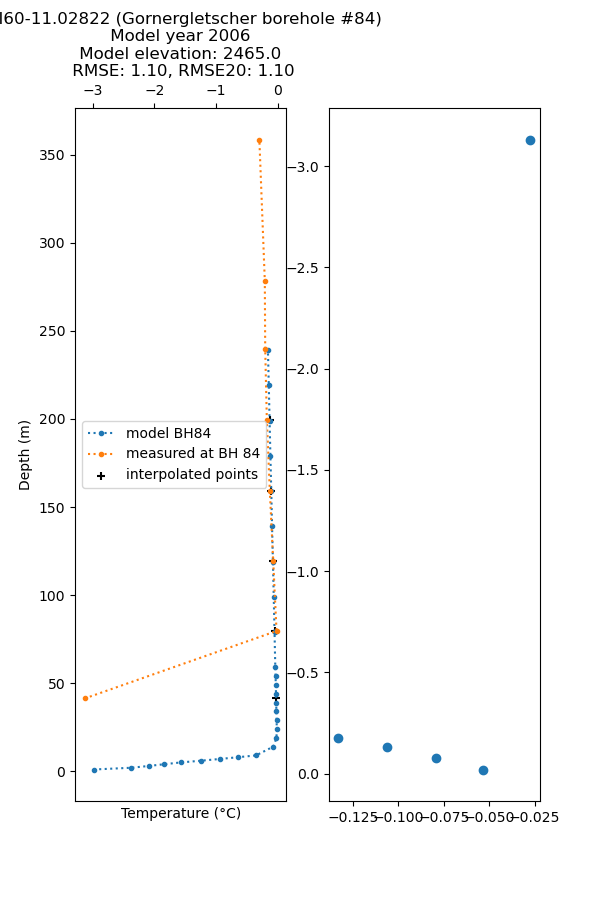 l60-11.02822 (Gornergletscher borehole #84)
Model year 2006
Model elevation: 2465.0
RMSE: 1.10, RMSE20: 1.10
−3 −2 −1 0
350
300
250
200
150
100
50
0
Depth (m)
model BH84
measured at BH 84
interpolated points
Temperature (°C)
−3.0
−2.5
−2.0
−1.5
−1.0
−0.5
0.0
−0.125 −0.100 −0.075 −0.050 −0.025